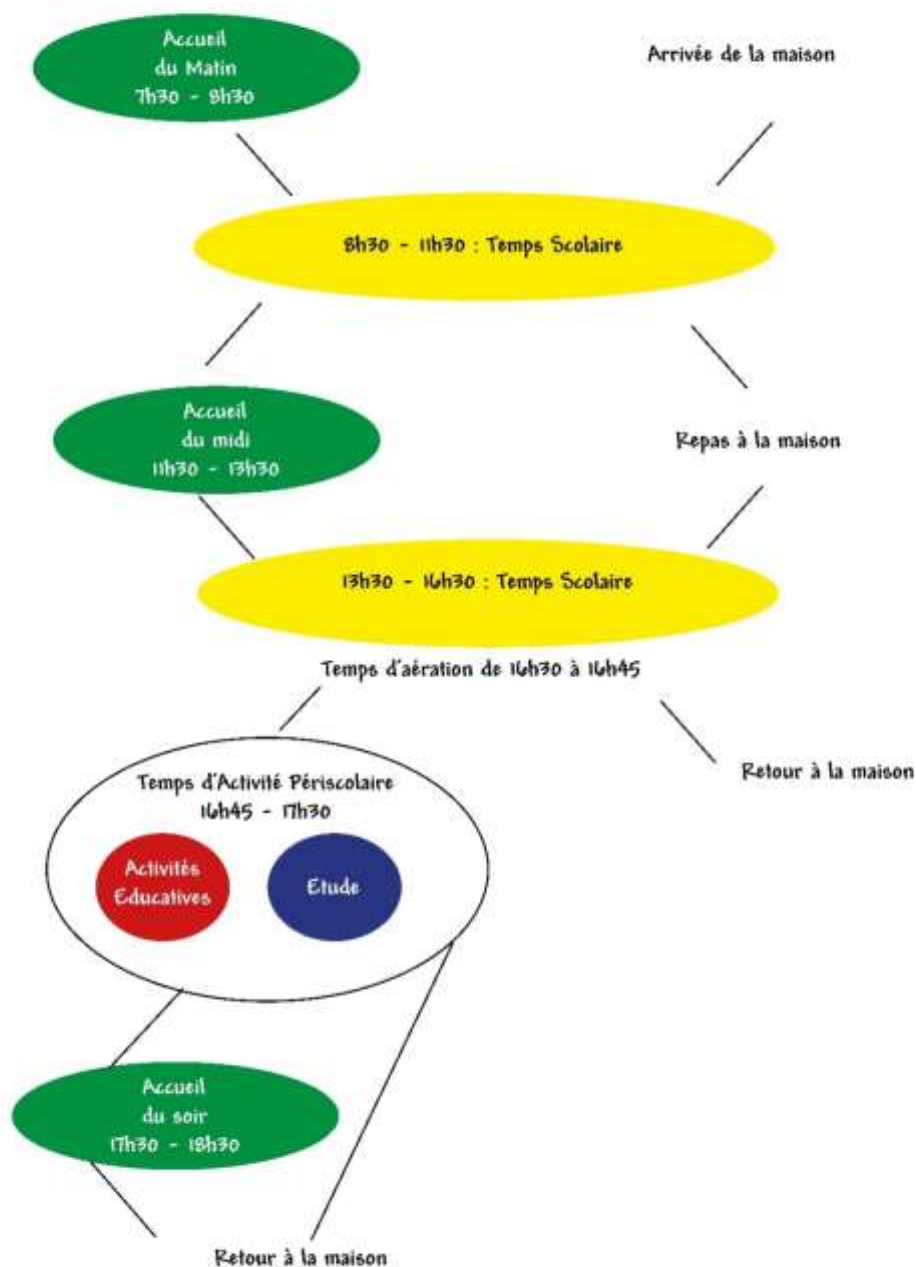 Accueil
du Matin
7h30 - 8h30
Arrivée de la maison
8h30 - 11h30 : Temps Scolaire
Accueil
du midi
11h30 - 13h30
Repas à la maison
13h30 - 16h30 : Temps Scolaire
Temps d'aération de 16h30 à 16h45
Retour à la maison
Temps d'Activité Périscolaire
16h45 - 17h30
Activités
Educatives
Etude
Accueil
du soir
17h30 - 18h30
Retour à la maison